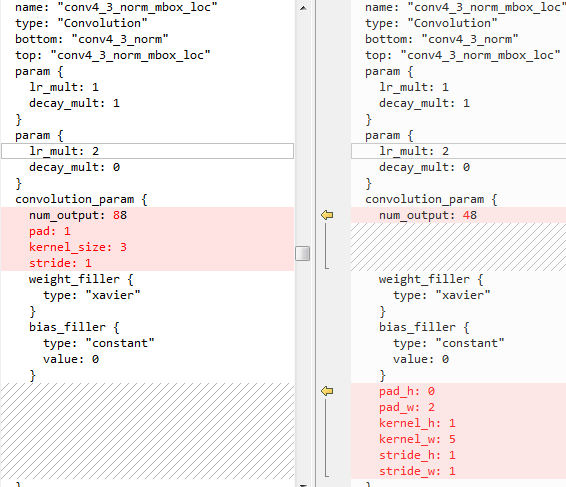 name: "conv4_3_norm_mbox_loc"
type: "Convolution"
bottom: "conv4_3_norm"
top: "conv4_3_norm_mbox_loc"
param {
lr_mult: 1
decay_mult: 1
}
param {
lr_mult: 2
decay_mult: 0
}
convolution_param {
num_output: 88
pad: 1
kernel_size: 3
stride: 1
weight_filler {
type: "xavier"
}
bias_filler {
type: "constant"
value: 0
}
}
name: "conv4_3_norm_mbox_loc"
type: "Convolution"
bottom: "conv4_3_norm"
top: "conv4_3_norm_mbox_loc"
param {
lr_mult: 1
decay_mult: 1
}
param {
lr_mult: 2
decay_mult: 0
}
convolution_param {
num_output: 48
weight_filler {
type: "xavier"
}
bias_filler {
type: "constant"
value: 0
}
pad_h: 0
pad_w: 2
kernel_h: 1
kernel_w: 5
stride_h: 1
stride_w: 1
}